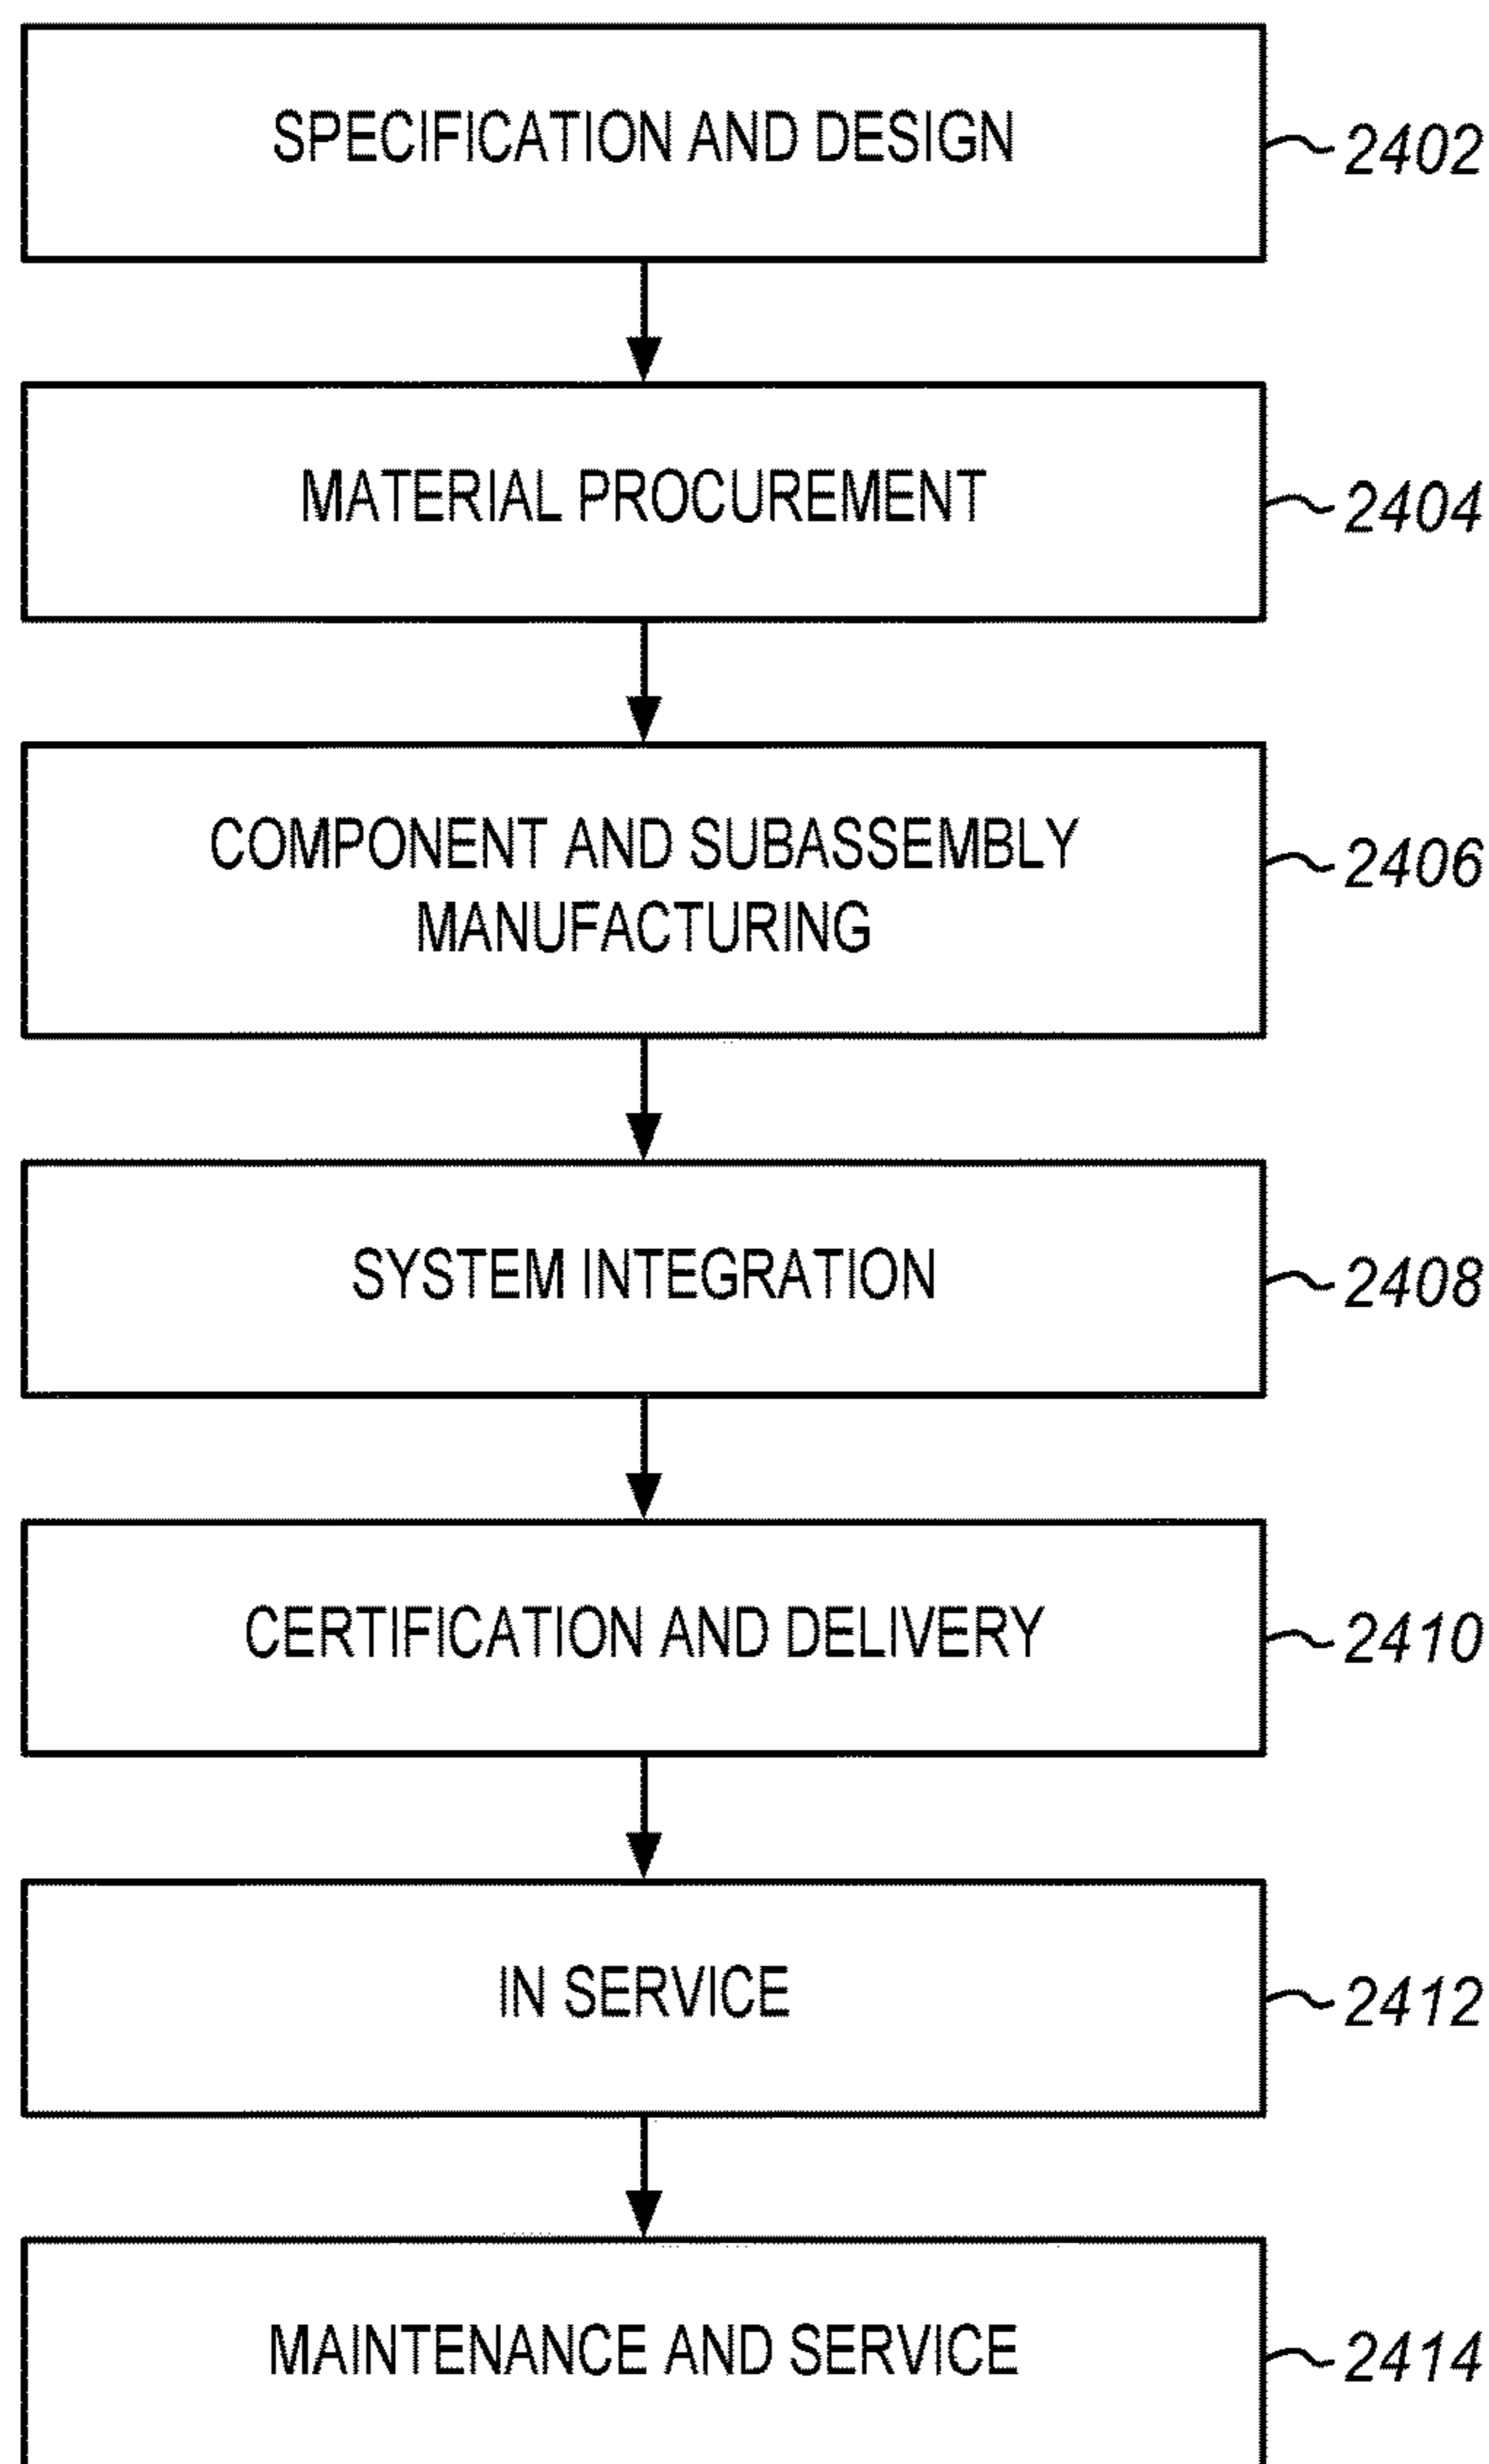 SPECIFICATION AND DESIGN
2402
MATERIAL PROCUREMENT
2404
COMPONENT AND SUBASSEMBLY
MANUFACTURING
2406
SYSTEM INTEGRATION
2408
CERTIFICATION AND DELIVERY
2410
IN SERVICE
2412
MAINTENANCE AND SERVICE
2414